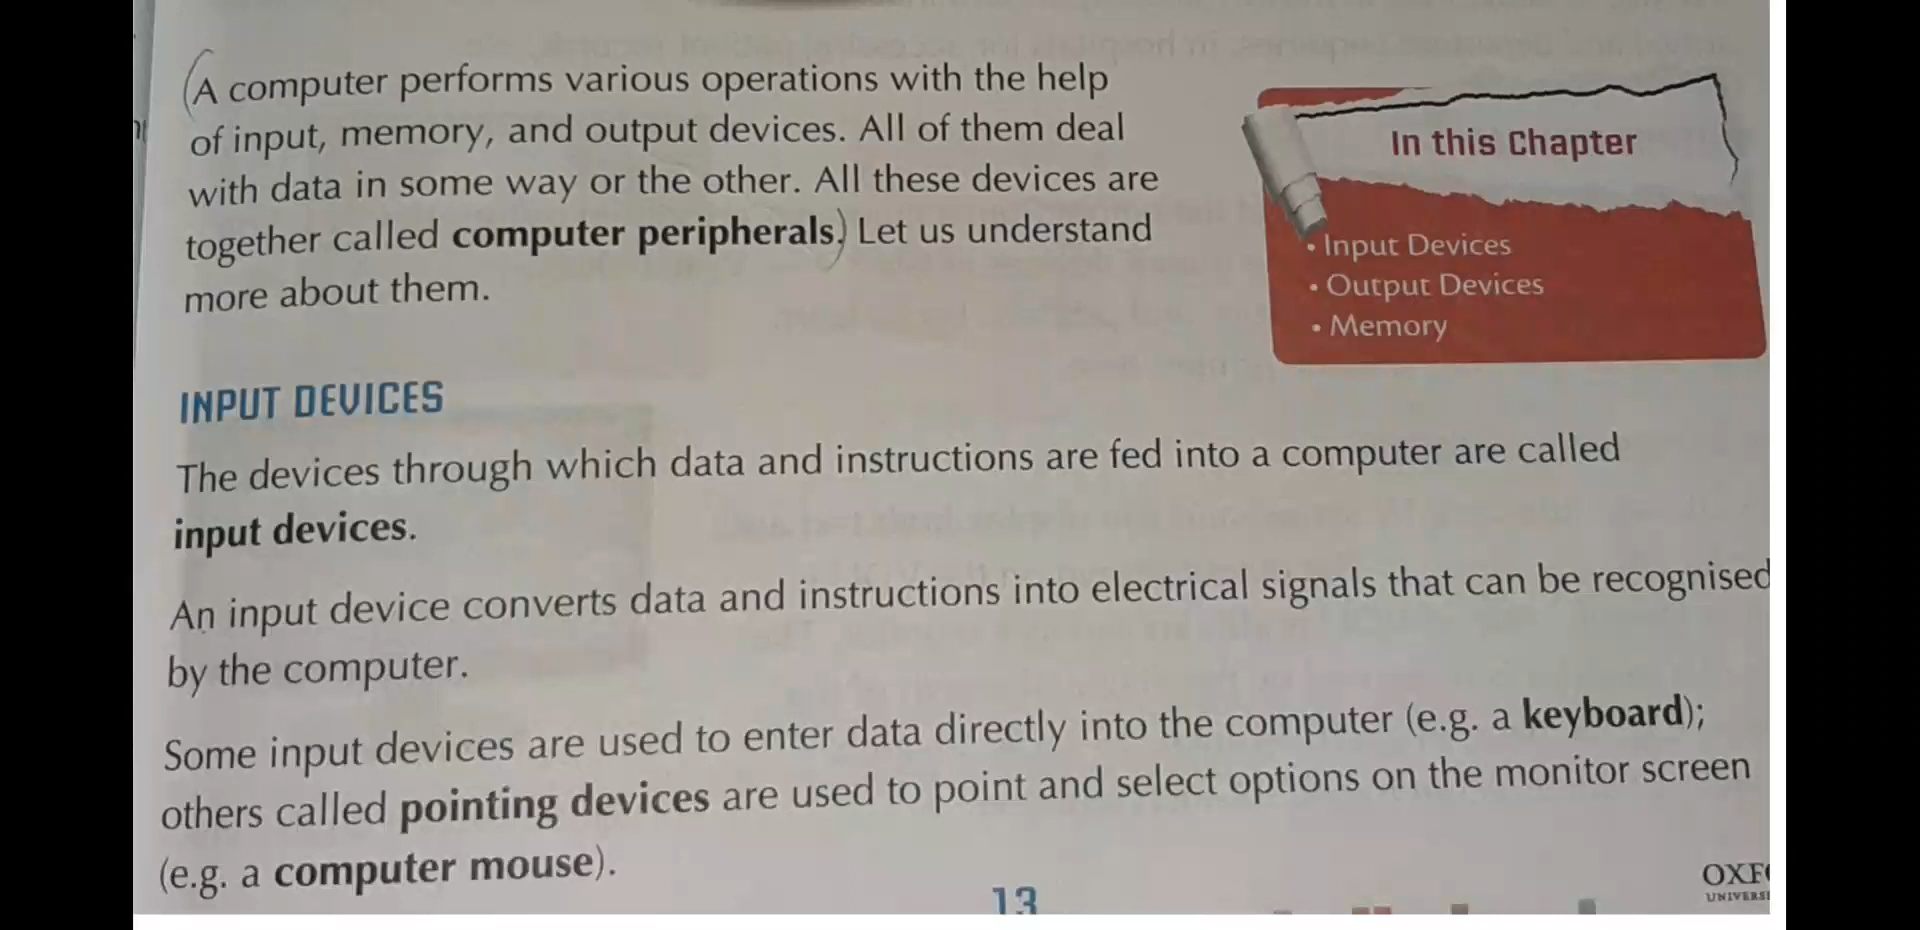 A computer performs various operations with the help
of input, memory, and output devices. All of them deal
with data in some way or the other. All these devices are
together called computer peripherals. Let us understand
more about them.
In this Chapter
• Input Devices
• Output Devices
• Memory
INPUT DEVICES
The devices through which data and instructions are fed into a computer are called
input devices.
An input device converts data and instructions into electrical signals that can be recognised
by the computer.
Some input devices are used to enter data directly into the computer (e.g. a keyboard);
others called pointing devices are used to point and select options on the monitor screen
(e.g. a computer mouse).
13